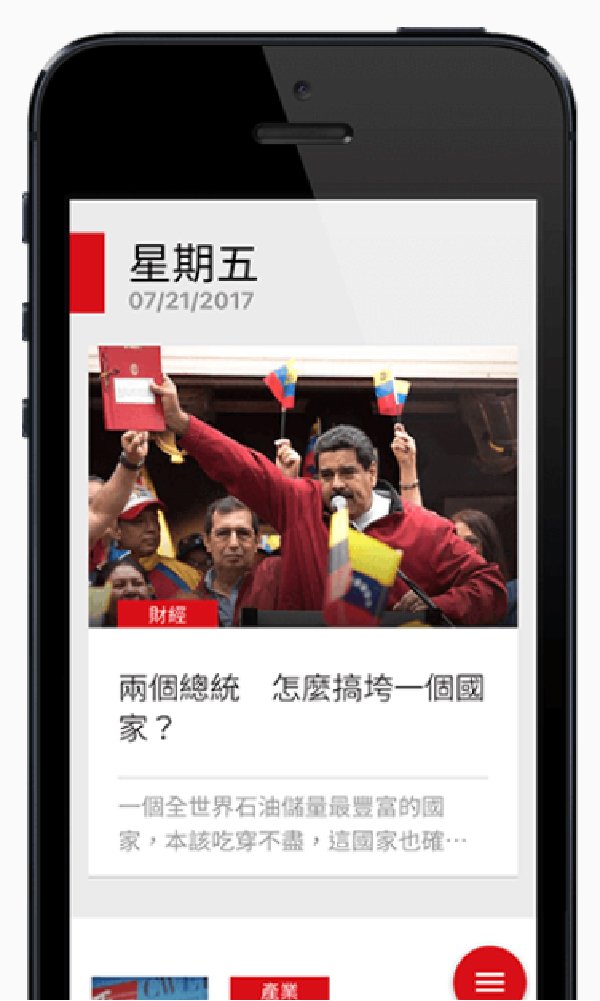 星期五
07/21/2017
財經
兩個總統　怎麼搞垮一個國
家？
一個全世界石油儲量最豐富的國
家，本該吃穿不盡，這國家也確…
產業